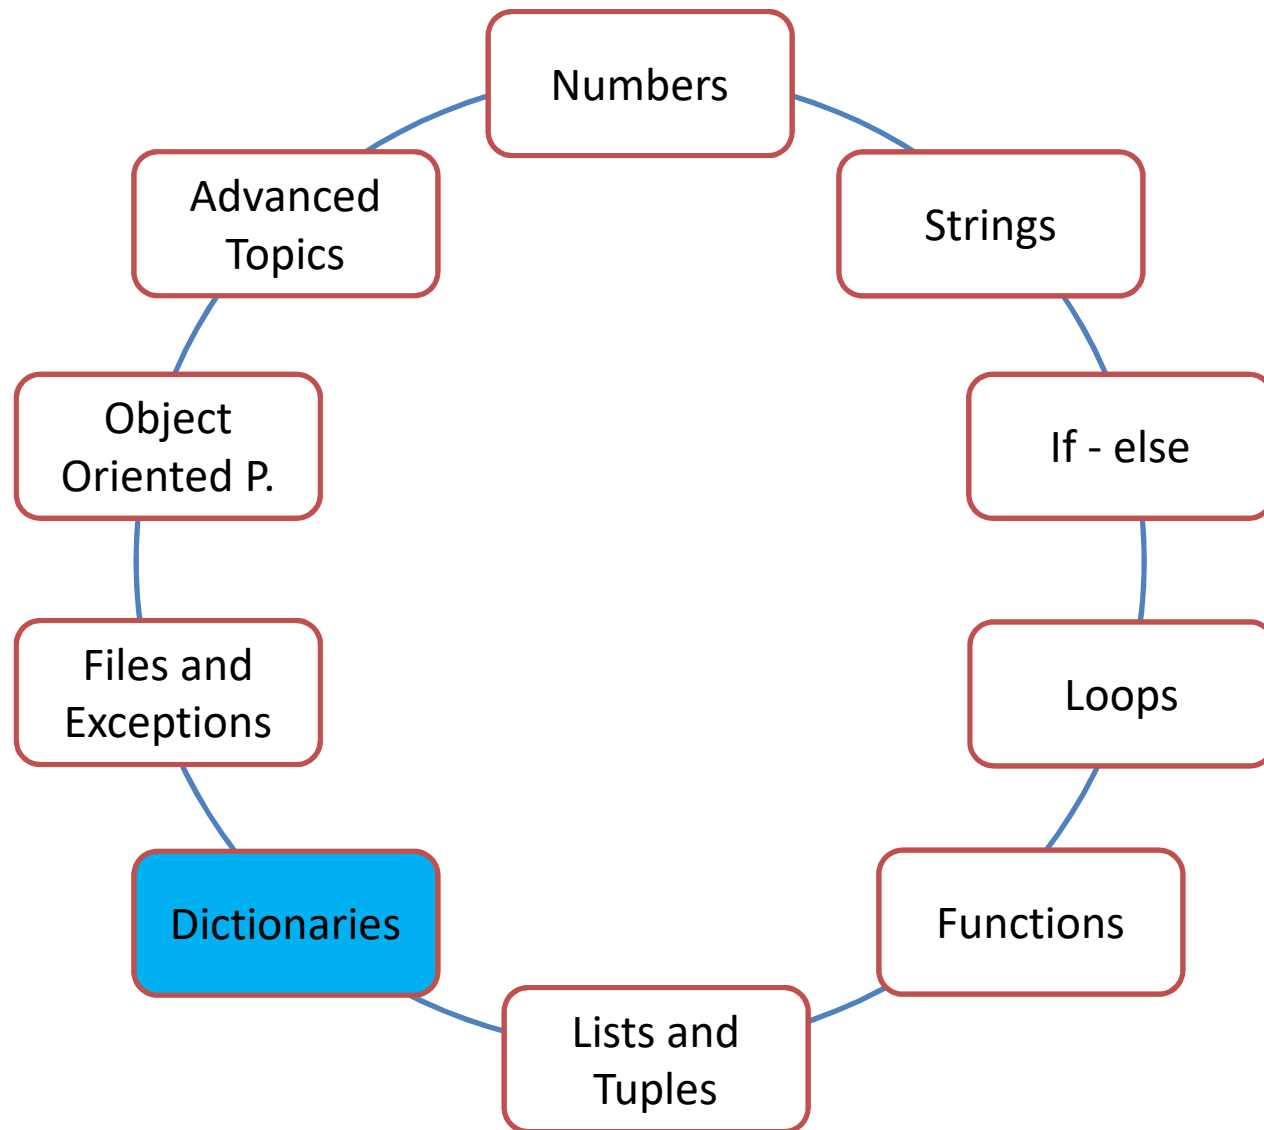 Numbers
Strings
If - else
Loops
Functions
Lists and
Tuples
Dictionaries
Files and
Exceptions
Object
Oriented P.
Advanced
Topics